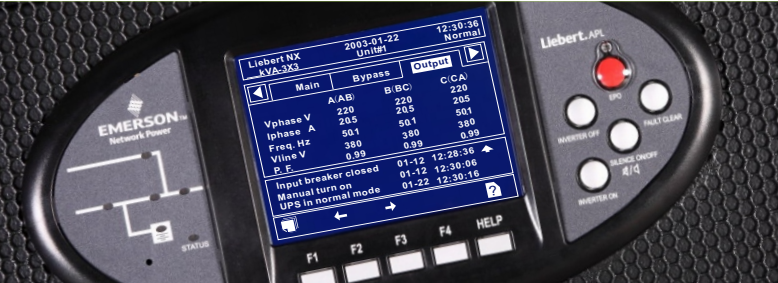 EMERSON
Network Power
STATUS
Liebert NX 2003-01-22 12:30:36
__kVA-3X3 Unit#1 Normal
Main Bypass Output
A(AB) B(BC) C(CA)
Vphase V 220 220 220
Iphase A 20.5 20.5 20.5
Freq. Hz 50.1 50.1 50.1
Vline V 380 380 380
P. F. 0.99 0.99 0.99
Input breaker closed 01-12 12:28:36
Manual turn on 01-12 12:30:06
UPS in normal mode 01-22 12:30:16
?
F1 F2 F3 F4 HELP
Liebert. APL
EPO
INVERTER OFF
FAULT CLEAR
SILENCE ON/OFF
INVERTER ON